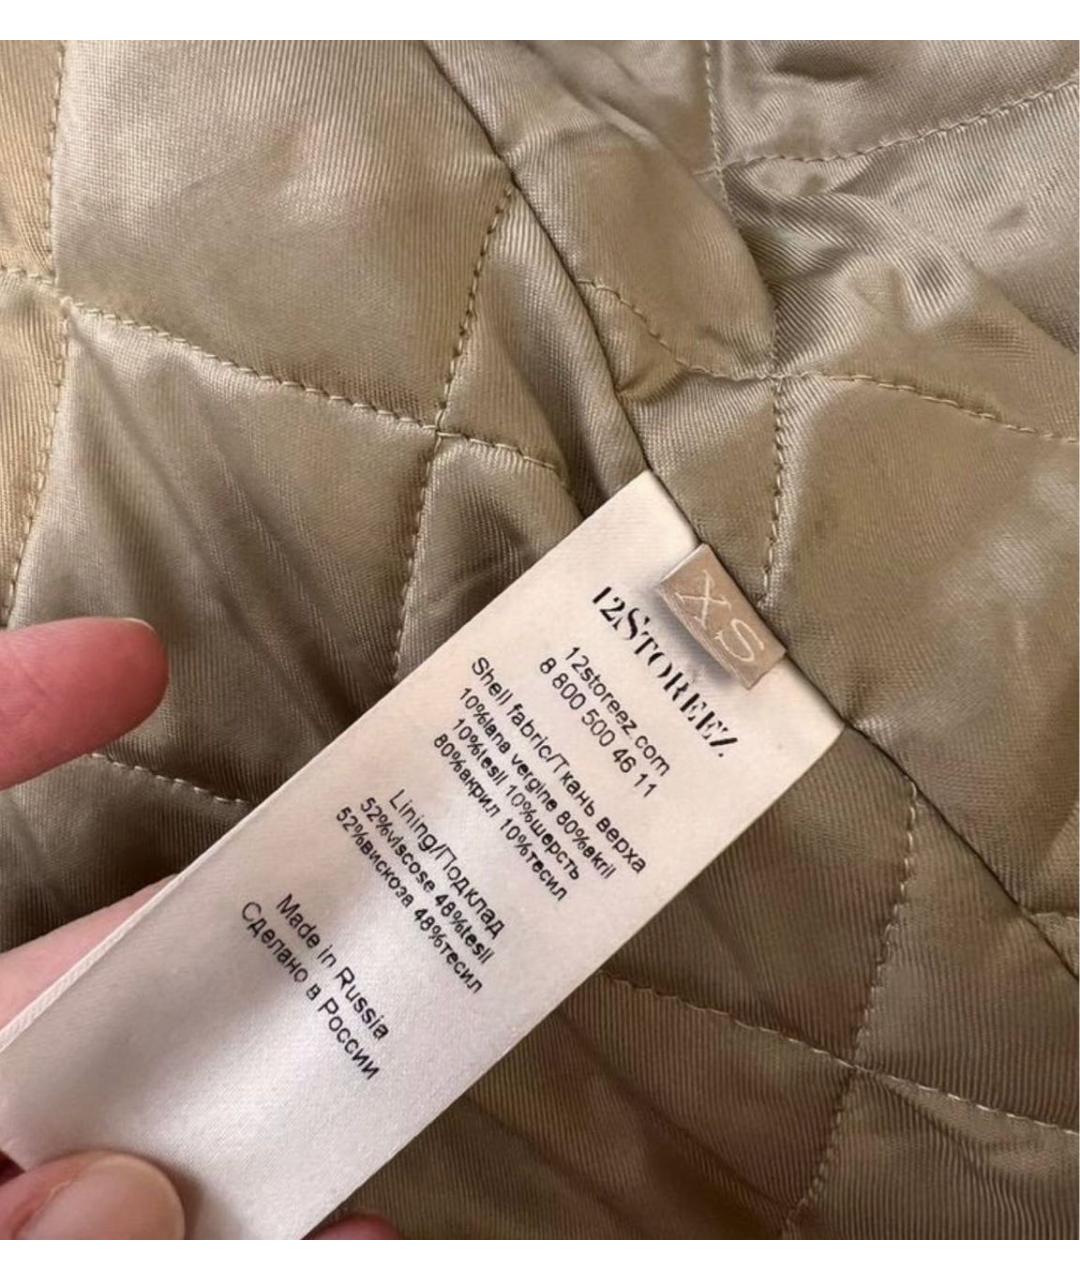 XS
12STOREEZ
12storeez.com
8 800 500 46 11
Shell fabric/Ткань верха
10%lana vergine 80%akril
10%tesil 10%шерсть
80%акрил 10%тесил
Lining/Подклад
52%viscose 48%tesil
52%вискоза 48%тесил
Made in Russia
Сделано в России